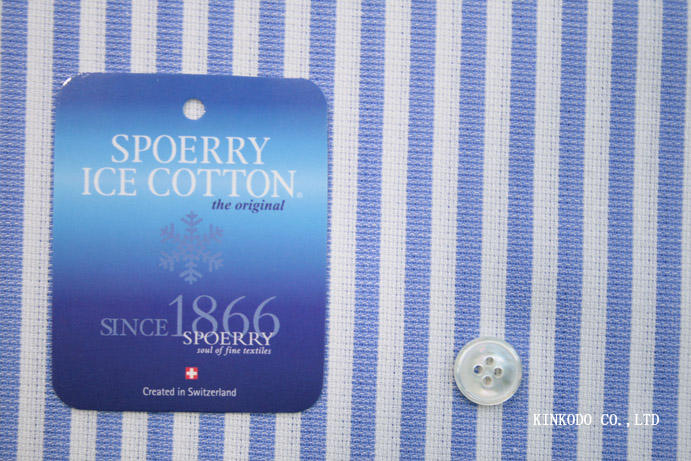 SPOERRY
ICE COTTON®
the original
SINCE 1866
SPOERRY
soul of fine textiles
Created in Switzerland
KINKODO CO.,LTD